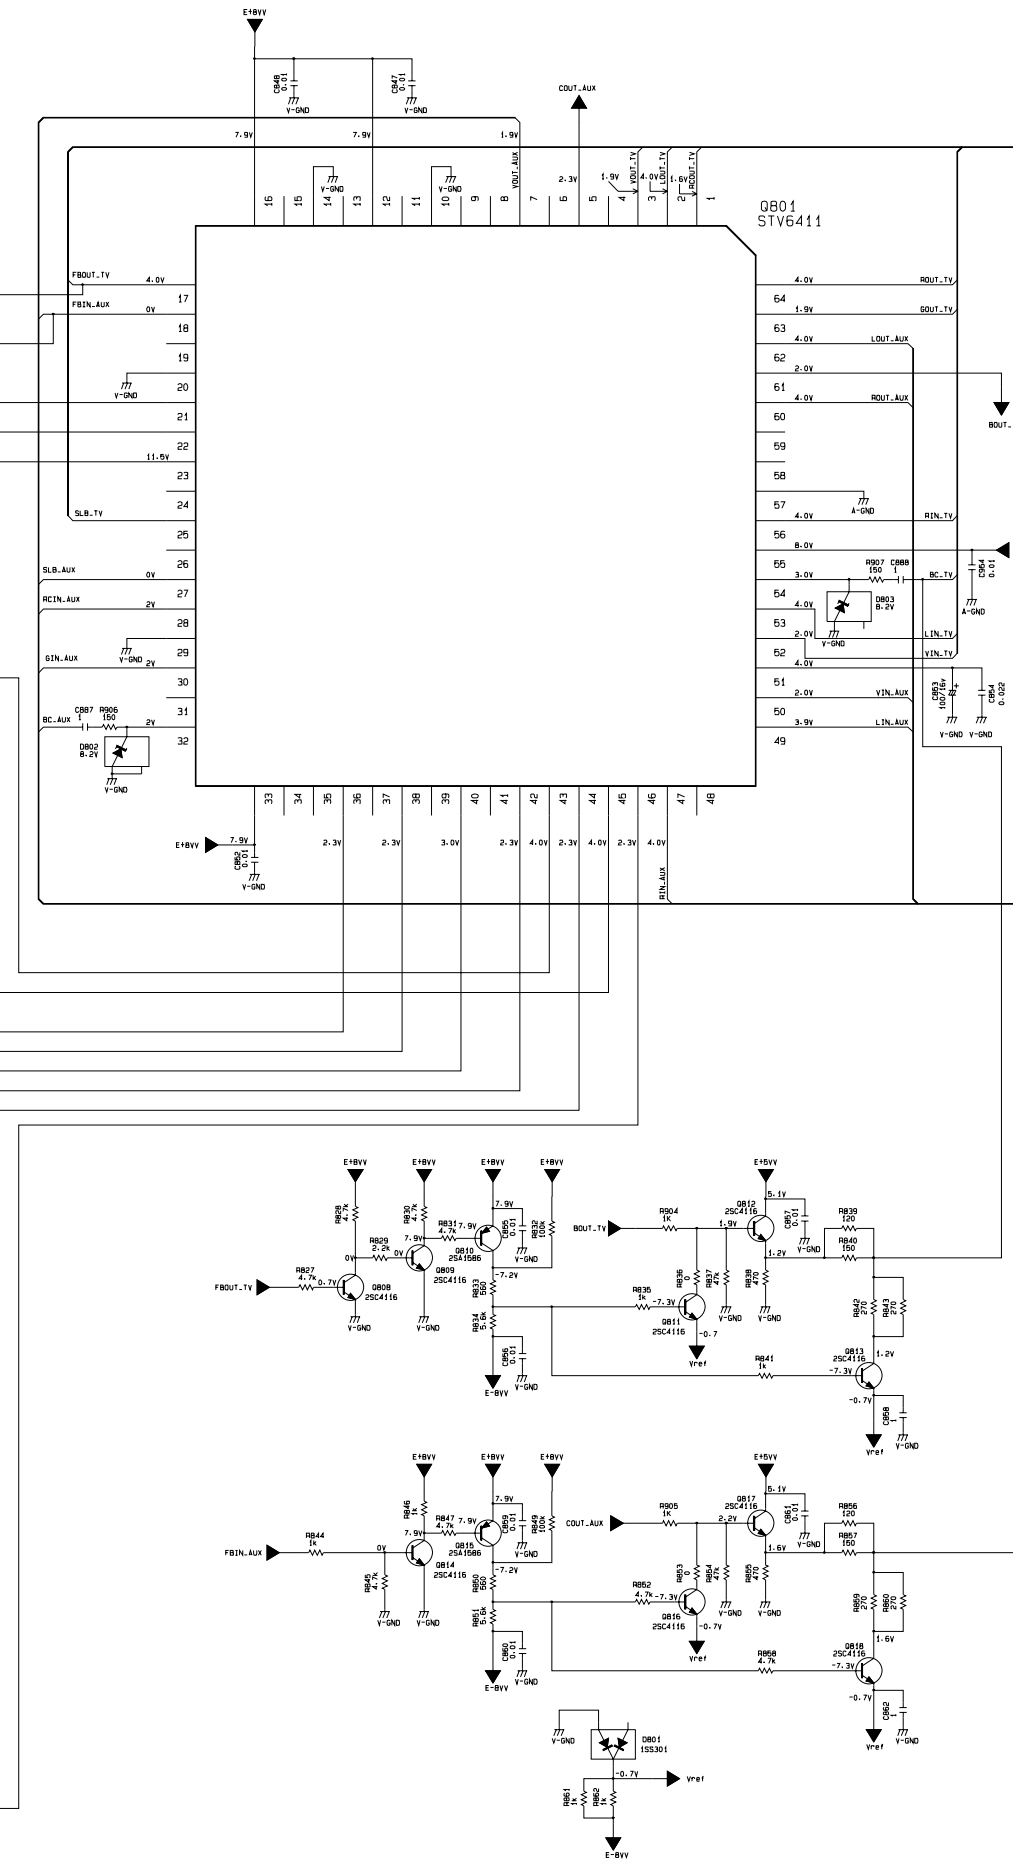 E+8VV
C848
0.01
V-GND
C847
0.01
V-GND
COUT_AUX
7.9V
7.9V
1.9V
VOUT_AUX
2.3V
1.9V
VOUT_TV
4.0V
LOUT_TV
1.6V
RCOUT_TV
V-GND
V-GND
16 15 14 13 12 11 10 9 8 7 6 5 4 3 2 1
Q801
STV6411
FBOUT_TV
4.0V
17
FBIN_AUX
0V
18
19
20
V-GND
21
22
11.5V
23
24
SLB_TV
25
26
SLB_AUX
0V
27
RCIN_AUX
2V
28
V-GND
29
GIN_AUX
2V
30
31
BC_AUX
C887
1
R906
150
2V
32
D802
8.2V
V-GND
4.0V
ROUT_TV
64
1.9V
GOUT_TV
63
4.0V
LOUT_AUX
62
2.0V
61
4.0V
ROUT_AUX
BOUT_
60
59
58
57
A-GND
4.0V
RIN_TV
56
8.0V
55
C954
0.01
A-GND
3.0V
R907
150
C888
1
BC_TV
54
D803
8.2V
V-GND
4.0V
LIN_TV
53
2.0V
VIN_TV
52
4.0V
51
C853
100/16v
V-GND
C854
0.022
V-GND
2.0V
VIN_AUX
50
3.9V
LIN_AUX
49
33 34 35 36 37 38 39 40 41 42 43 44 45 46 47 48
E+8VV
7.9V
C852
0.01
V-GND
2.3V
2.3V
3.0V
2.3V
4.0V
2.3V
4.0V
2.3V
4.0V
RIN_AUX
E+8VV
E+8VV
E+8VV
E+8VV
E+5VV
R828
4.7k
R830
4.7k
R831
4.7k
7.9V
7.9V
C855
0.01
V-GND
R832
100k
R829
2.2k
0V
0V
7.9V
Q810
2SA1586
Q809
2SC4116
V-GND
R827
4.7k
0.7V
FBOUT_TV
Q808
2SC4116
V-GND
-7.2V
R833
560
R834
5.6k
C856
0.01
V-GND
E-8VV
BOUT_TV
R904
1K
1.9V
Q812
2SC4116
5.1V
C857
0.01
V-GND
R839
120
R840
150
1.2V
R835
1k
-7.3V
R836
0
R837
47k
V-GND
R838
470
V-GND
Q811
2SC4116
-0.7
Vref
R842
270
R843
270
R841
1k
Q813
2SC4116
1.2V
-7.3V
-0.7V
C858
1
V-GND
Vref
E+8VV
E+8VV
E+8VV
E+5VV
R846
1k
R847
4.7k
7.9V
7.9V
7.9V
C859
0.01
V-GND
R849
100k
Q815
2SA1586
R844
1k
FBIN_AUX
0V
Q814
2SC4116
R845
4.7k
V-GND
V-GND
-7.2V
R850
560
R851
5.6k
C860
0.01
V-GND
E-8VV
COUT_AUX
R905
1K
2.2V
Q817
2SC4116
5.1V
C861
0.01
V-GND
R856
120
R857
150
1.6V
R852
4.7k
-7.3V
R853
0
R854
47k
V-GND
R855
470
V-GND
Q816
2SC4116
-0.7V
Vref
R859
270
R860
270
R858
4.7k
Q818
2SC4116
1.6V
-7.3V
-0.7V
C862
1
V-GND
Vref
V-GND
D801
1SS301
-0.7V
Vref
R861
1k
R862
1k
E-8VV